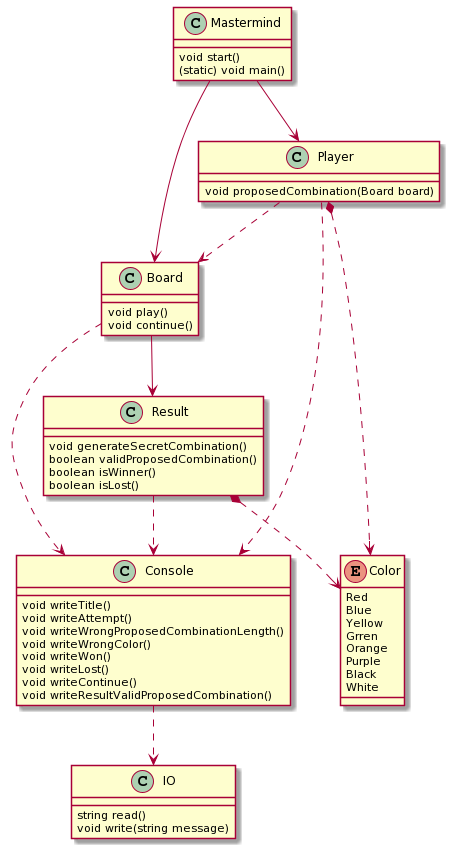 C Mastermind
void start()
(static) void main()
C Player
void proposedCombination(Board board)
C Board
void play()
void continue()
C Result
void generateSecretCombination()
boolean validProposedCombination()
boolean isWinner()
boolean isLost()
C Console
void writeTitle()
void writeAttempt()
void writeWrongProposedCombinationLength()
void writeWrongColor()
void writeWon()
void writeLost()
void writeContinue()
void writeResultValidProposedCombination()
E Color
Red
Blue
Yellow
Grren
Orange
Purple
Black
White
C IO
string read()
void write(string message)